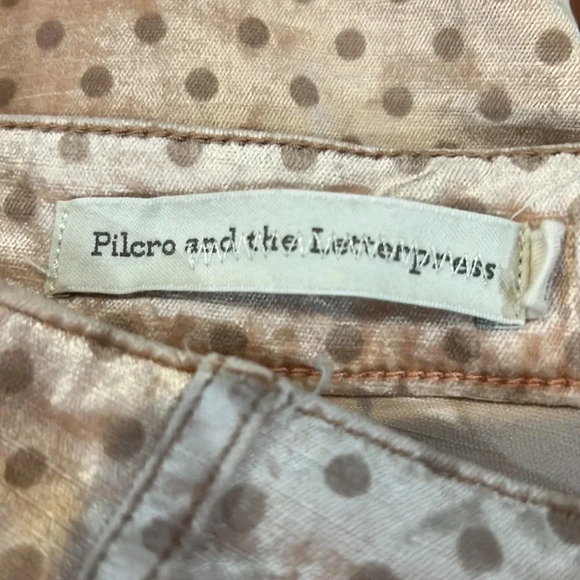 Pilcro and the Letterpress